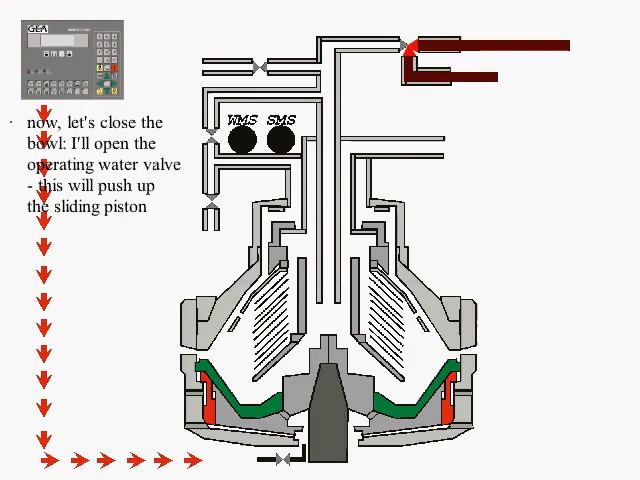 GEA
WMS SMS
· now, let's close the
bowl: I'll open the
operating water valve
- this will push up
the sliding piston